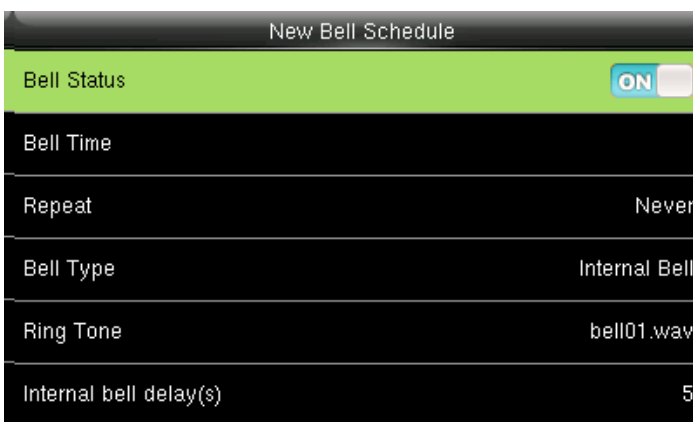 New Bell Schedule
Bell Status ON
Bell Time
Repeat Never
Bell Type Internal Bell
Ring Tone bell01.wav
Internal bell delay(s) 5